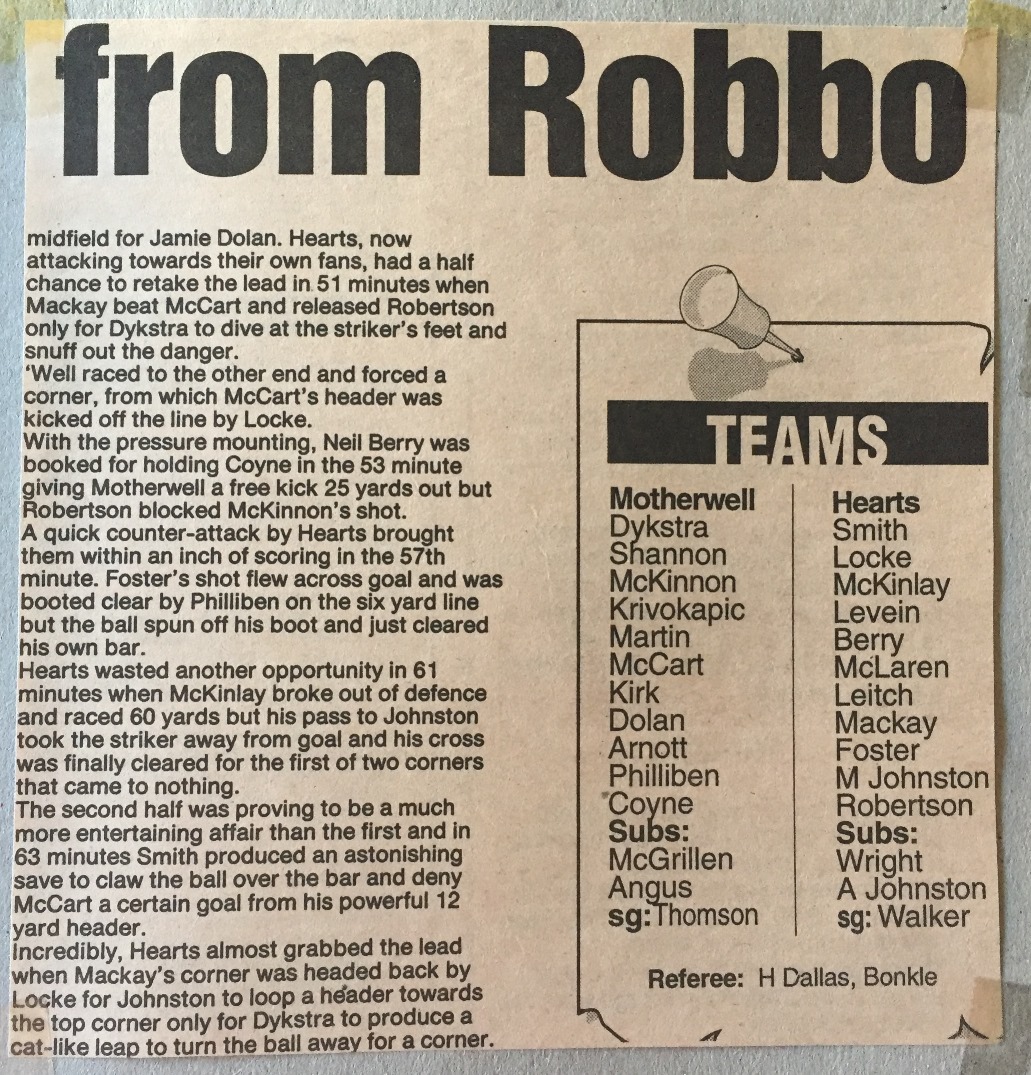 from Robbo
midfield for Jamie Dolan. Hearts, now
attacking towards their own fans, had a half
chance to retake the lead in 51 minutes when
Mackay beat McCart and released Robertson
only for Dykstra to dive at the striker's feet and
snuff out the danger.
'Well raced to the other end and forced a
corner, from which McCart's header was
kicked off the line by Locke.
With the pressure mounting, Neil Berry was
booked for holding Coyne in the 53 minute
giving Motherwell a free kick 25 yards out but
Robertson blocked McKinnon's shot.
A quick counter-attack by Hearts brought
them within an inch of scoring in the 57th
minute. Foster's shot flew across goal and was
booted clear by Philliben on the six yard line
but the ball spun off his boot and just cleared
his own bar.
Hearts wasted another opportunity in 61
minutes when McKinlay broke out of defence
and raced 60 yards but his pass to Johnston
took the striker away from goal and his cross
was finally cleared for the first of two corners
that came to nothing.
The second half was proving to be a much
more entertaining affair than the first and in
63 minutes Smith produced an astonishing
save to claw the ball over the bar and deny
McCart a certain goal from his powerful 12
yard header.
Incredibly, Hearts almost grabbed the lead
when Mackay's corner was headed back by
Locke for Johnston to loop a header towards
the top corner only for Dykstra to produce a
cat-like leap to turn the ball away for a corner.
TEAMS
Motherwell
Dykstra
Shannon
McKinnon
Krivokapic
Martin
McCart
Kirk
Dolan
Arnott
Philliben
Coyne
Subs:
McGrillen
Angus
sg: Thomson
Hearts
Smith
Locke
McKinlay
Levein
Berry
McLaren
Leitch
Mackay
Foster
M Johnston
Robertson
Subs:
Wright
A Johnston
sg: Walker
Referee: H Dallas, Bonkle